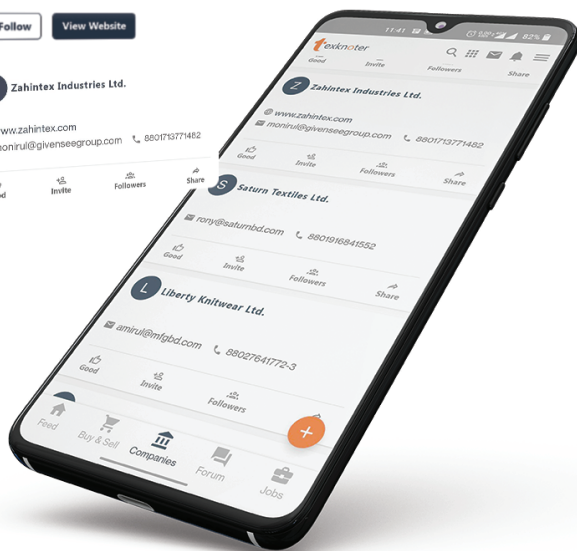 Follow
View Website
Zahintex Industries Ltd.
www.zahintex.com
monirul@givenseegroup.com 8801713771482
Invite
Followers
Share
11:41
82%
texknoter
Good
Invite
Followers
Share
Z
Zahintex Industries Ltd.
www.zahintex.com
monirul@givenseegroup.com 8801713771482
Good
Invite
Followers
Share
S
Saturn Textiles Ltd.
rony@saturnbd.com 8801916841552
Good
Invite
Followers
Share
L
Liberty Knitwear Ltd.
amirul@mfgbd.com 88027641772-3
Good
Invite
Followers
+
Feed
Buy & Sell
Companies
Forum
Jobs